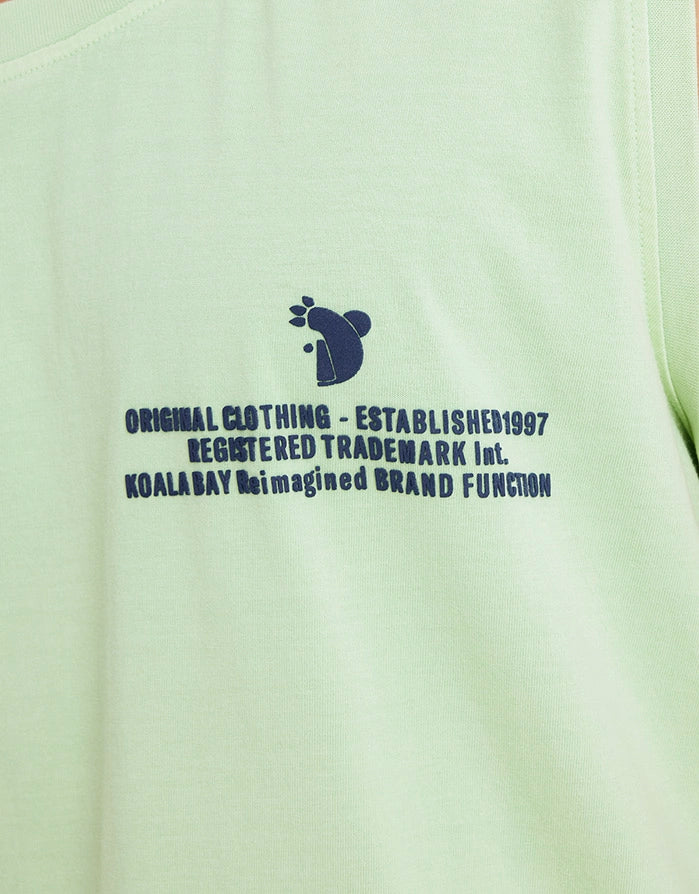 ORIGINAL CLOTHING - ESTABLISHED1997
REGISTERED TRADEMARK Int.
KOALABAY Reimagined BRAND FUNCTION